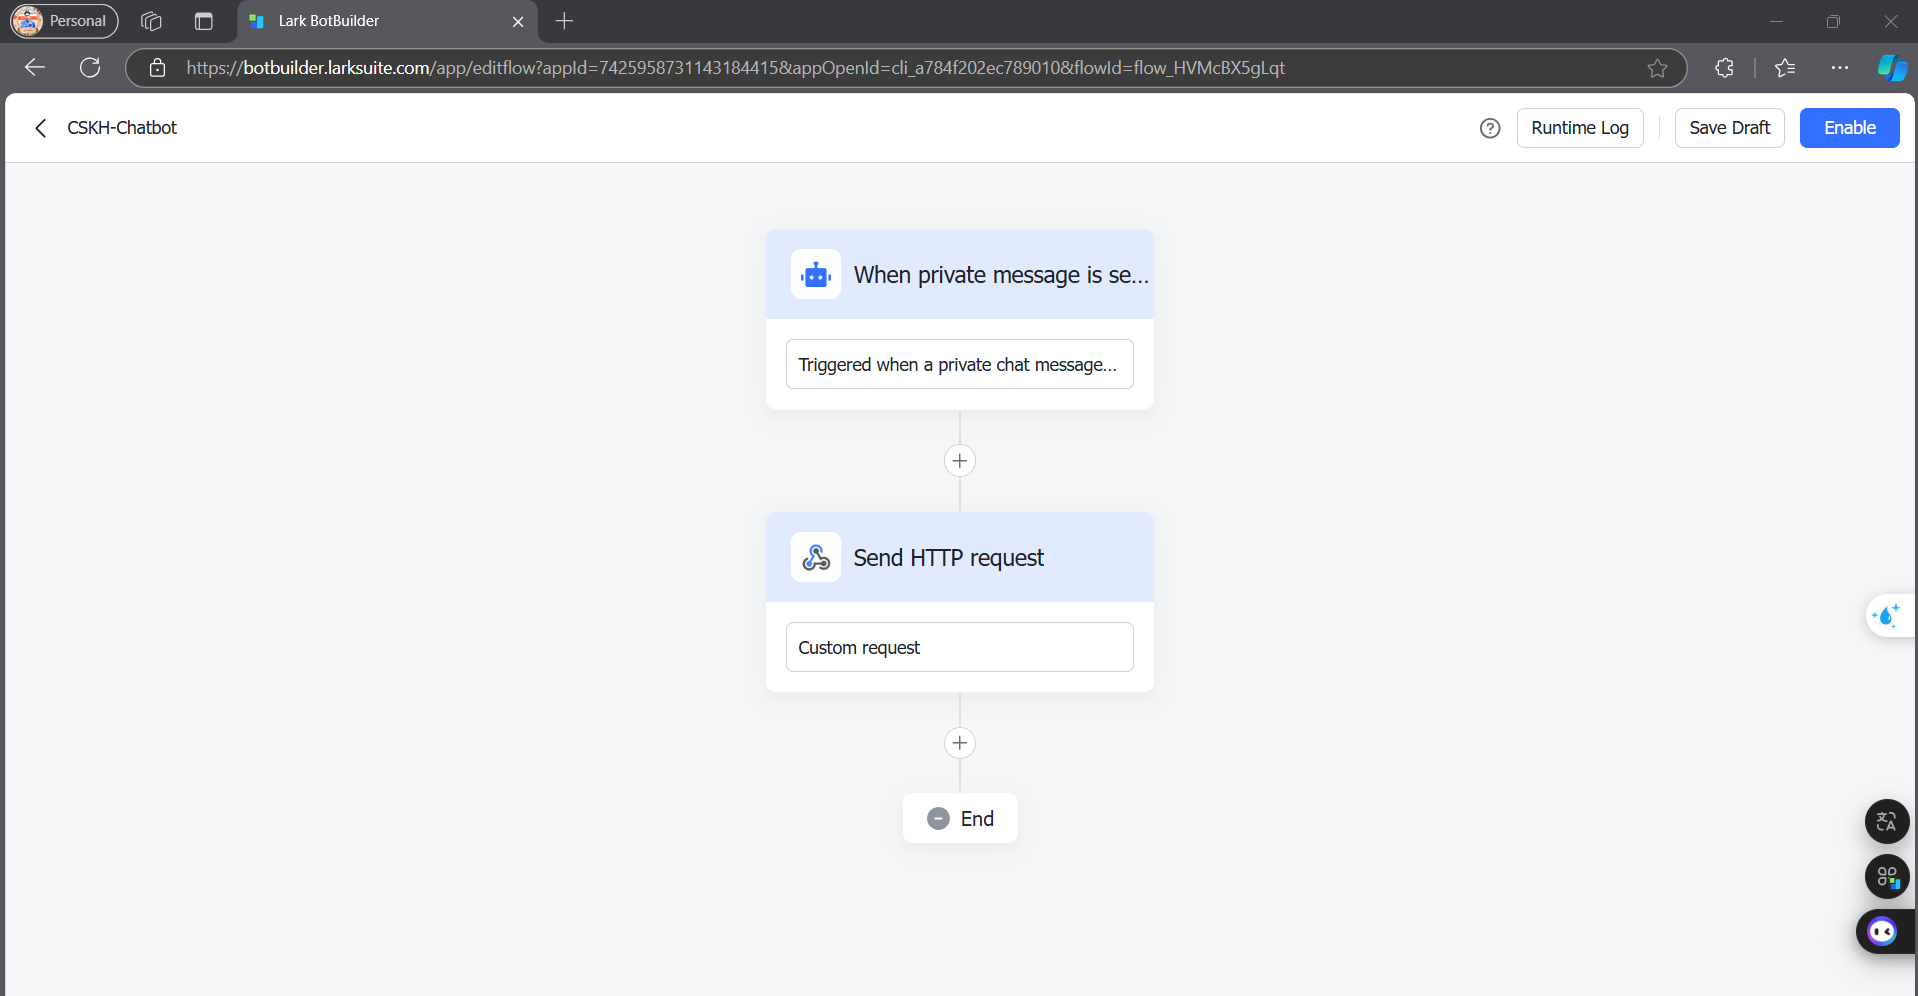 Personal
Lark BotBuilder
https://botbuilder.larksuite.com/app/editflow?appId=7425958731143184415&appOpenId=cli_a784f202ec789010&flowId=flow_HVMcBX5gLqt
CSKH-Chatbot
Runtime Log
Save Draft
Enable
When private message is se...
Triggered when a private chat message...
Send HTTP request
Custom request
End